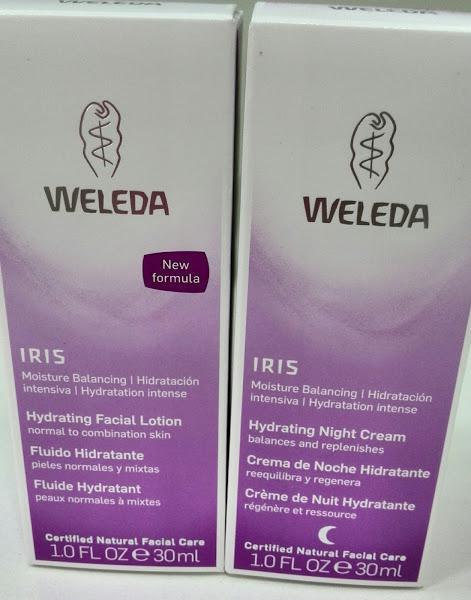 WELEDA
WELEDA
New
formula
IRIS
Moisture Balancing | Hidratación
intensiva | Hydratation intense
Hydrating Facial Lotion
normal to combination skin
Fluido Hidratante
pieles normales y mixtas
Fluide Hydratant
peaux normales à mixtes
Certified Natural Facial Care
1.0 FL OZ e 30ml
WELEDA
WELEDA
IRIS
Moisture Balancing | Hidratación
intensiva | Hydratation intense
Hydrating Night Cream
balances and replenishes
Crema de Noche Hidratante
reequilibra y regenera
Crème de Nuit Hydratante
régénère et ressource
Certified Natural Facial Care
1.0 FL OZ e 30ml